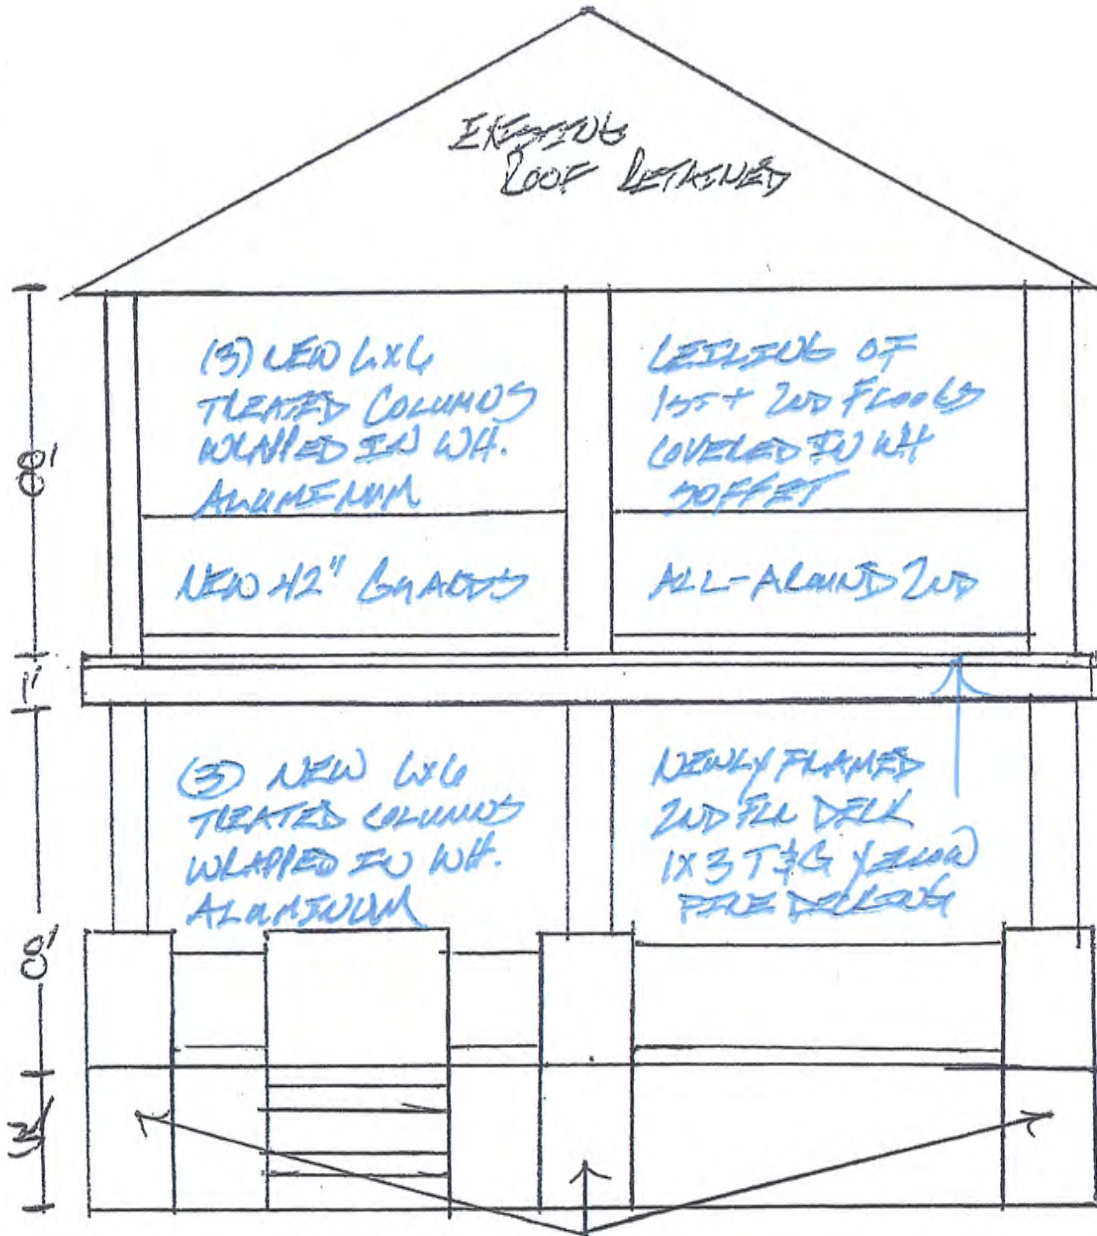 EXISTING
ROOF RETAINED
(3) NEW 6X6
TREATED COLUMNS
WRAPPED IN WH.
ALUMINUM
CEILING OF
1ST + 2ND FLOORS
COVERED IN WH
SOFFET
NEW 42" GUARDS
ALL-AROUND 2ND
8'
1'
(3) NEW 6X6
TREATED COLUMNS
WRAPPED IN WH.
ALUMINUM
NEWLY FRAMED
2ND FLR DECK
1X3 T&G YELLOW
PINE DECKING
8'